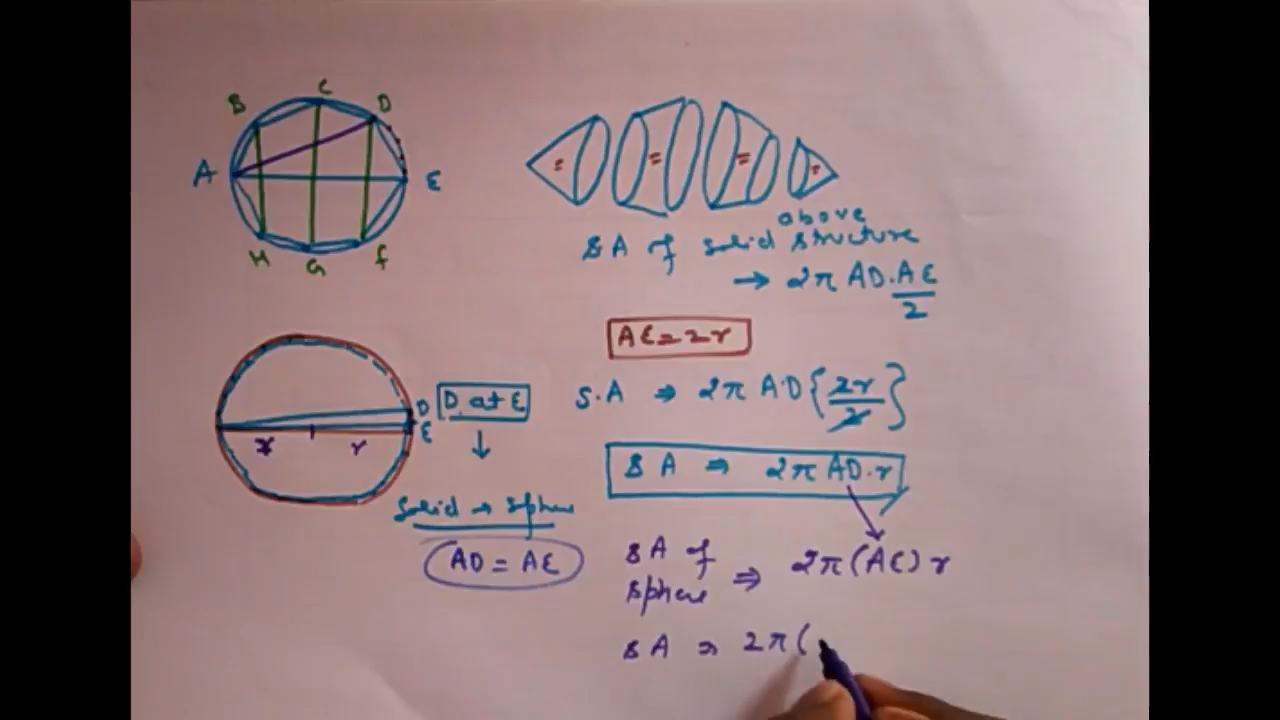 B C D
A E
H G F
SA of solid above structure
→ 2π AD.AE/2
AE=2r
S.A ⇒ 2π AD{2r/2}
D at E
D
E
r r
↓
SA ⇒ 2π AD.r
Solid → Sphere
AD = AE
SA of sphere ⇒ 2π(AE)r
SA ⇒ 2π(